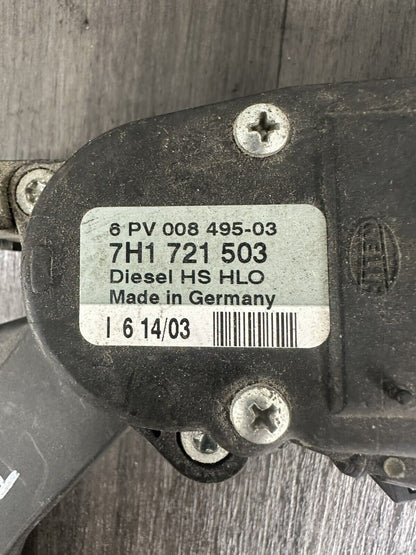 6 PV 008 495-03
7H1 721 503
Diesel HS HLO
Made in Germany
I 6 14/03
HELLA